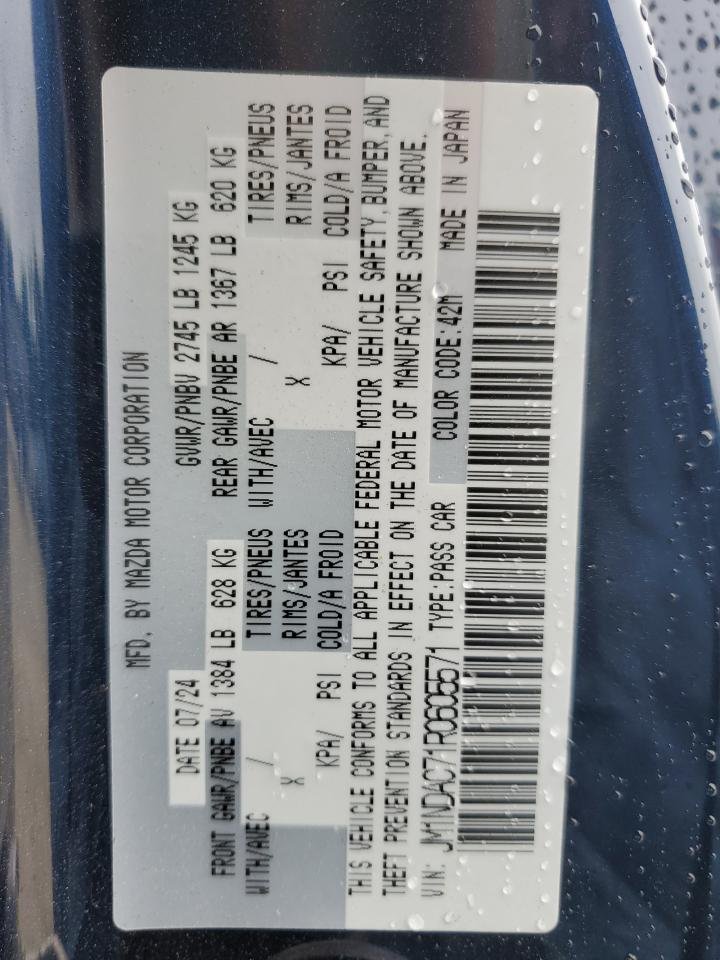 MFD. BY MAZDA MOTOR CORPORATION
DATE 07/24 GVWR/PNBV 2745 LB 1245 KG
FRONT GAWR/PNBE AV 1384 LB 628 KG REAR GAWR/PNBE AR 1367 LB 620 KG
WITH/AVEC / TIRES/PNEUS WITH/AVEC / TIRES/PNEUS
X RIMS/JANTES X RIMS/JANTES
KPA/ PSI COLD/A FROID KPA/ PSI COLD/A FROID
THIS VEHICLE CONFORMS TO ALL APPLICABLE FEDERAL MOTOR VEHICLE SAFETY, BUMPER, AND
THEFT PREVENTION STANDARDS IN EFFECT ON THE DATE OF MANUFACTURE SHOWN ABOVE.
VIN: JM1NDAC71R0605571 TYPE:PASS CAR COLOR CODE:42M MADE IN JAPAN